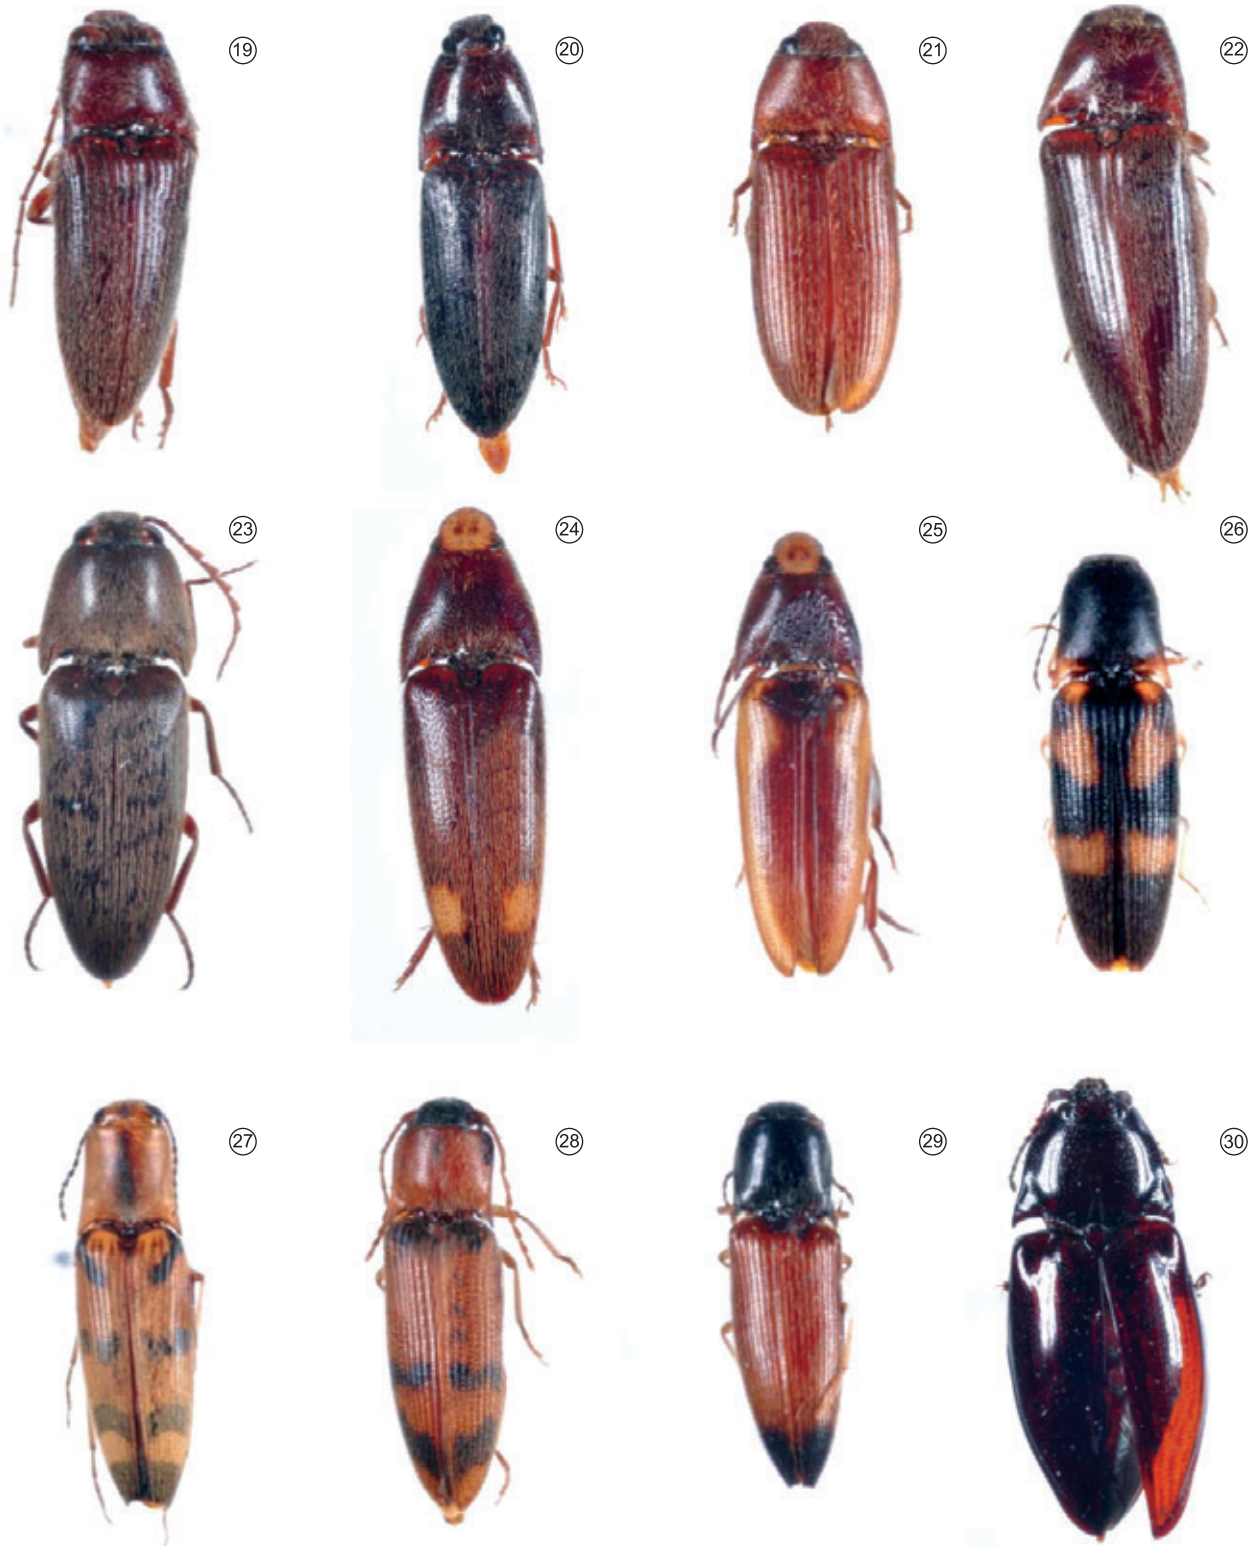 ⑲ ⑳ ㉑ ㉒
㉓ ㉔ ㉕ ㉖
㉗ ㉘ ㉙ ㉚